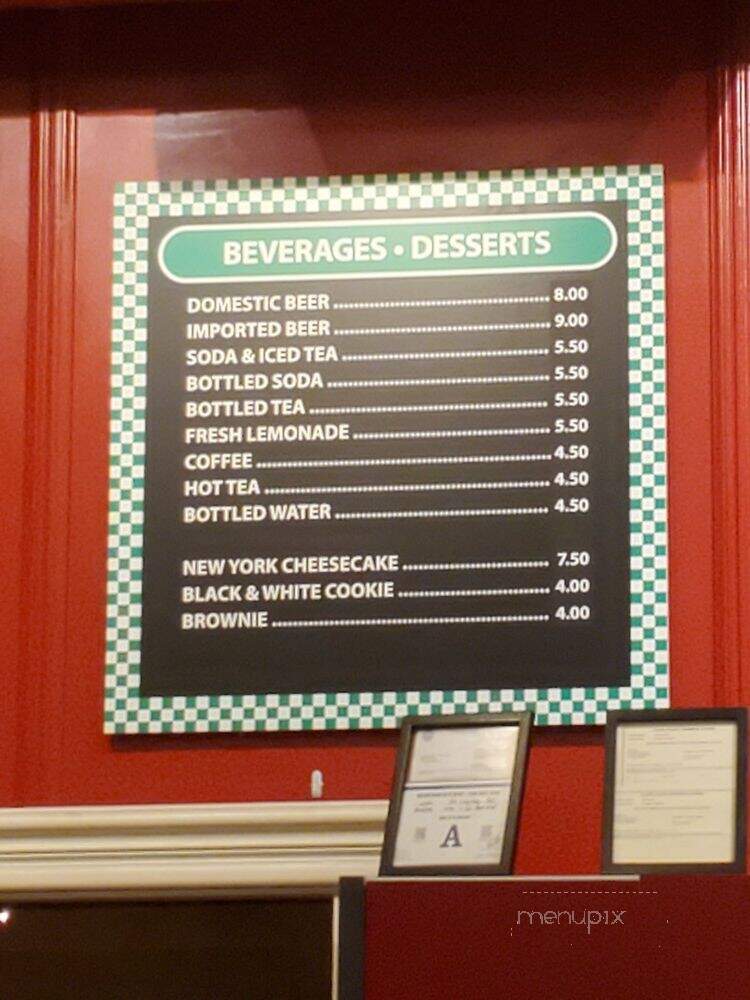 BEVERAGES • DESSERTS
DOMESTIC BEER 8.00
IMPORTED BEER 9.00
SODA & ICED TEA 5.50
BOTTLED SODA 5.50
BOTTLED TEA 5.50
FRESH LEMONADE 5.50
COFFEE 4.50
HOT TEA 4.50
BOTTLED WATER 4.50
NEW YORK CHEESECAKE 7.50
BLACK & WHITE COOKIE 4.00
BROWNIE 4.00
A
menupix